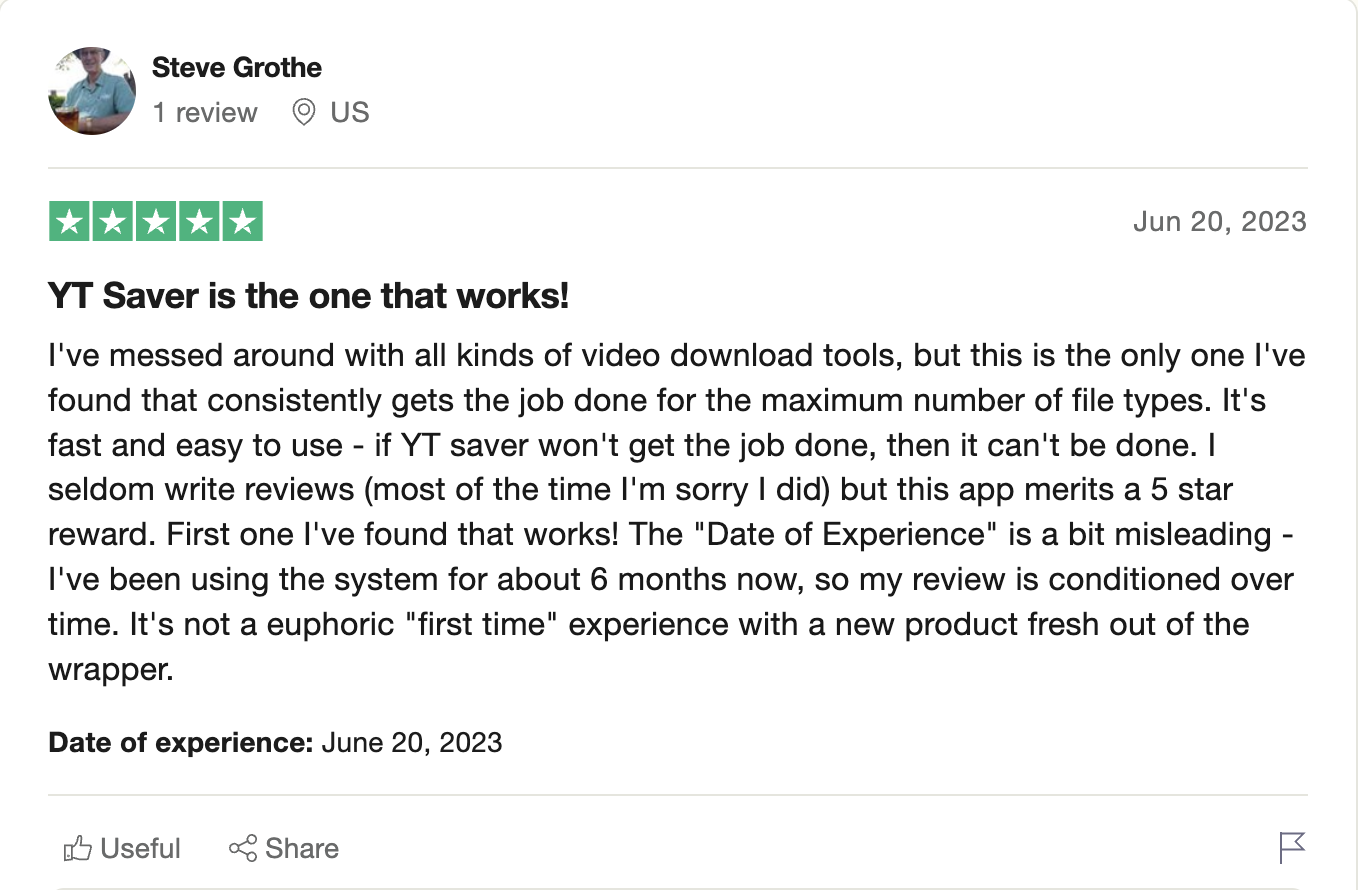 Steve Grothe
1 review US
Jun 20, 2023
YT Saver is the one that works!
I've messed around with all kinds of video download tools, but this is the only one I've
found that consistently gets the job done for the maximum number of file types. It's
fast and easy to use - if YT saver won't get the job done, then it can't be done. I
seldom write reviews (most of the time I'm sorry I did) but this app merits a 5 star
reward. First one I've found that works! The "Date of Experience" is a bit misleading -
I've been using the system for about 6 months now, so my review is conditioned over
time. It's not a euphoric "first time" experience with a new product fresh out of the
wrapper.
Date of experience: June 20, 2023
Useful Share